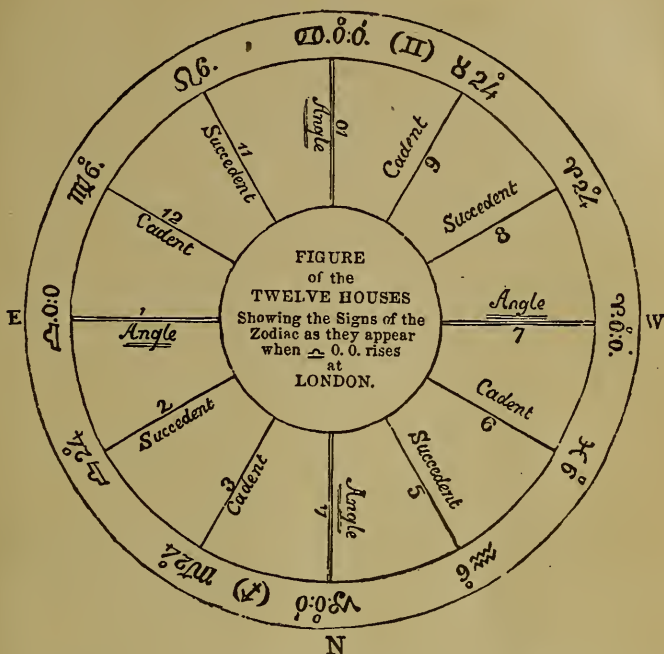 ♋.0°.0'. (♊)
♉24°
♈24°
♈.0°.0'.
♓6°
♒6°
♑0°:0:
(♐)
♏24°
♎24°
♎.0:0
♍6°.
♌6.
10
Angle
Cadent
9
Succedent
8
Angle
7
Cadent
6
Succedent
5
Angle
4
3
Cadent
2
Succedent
1
Angle
12
Cadent
11
Succedent
E
W
N
FIGURE
of the
TWELVE HOUSES
Showing the Signs of the
Zodiac as they appear
when ♎ 0. 0. rises
at
LONDON.